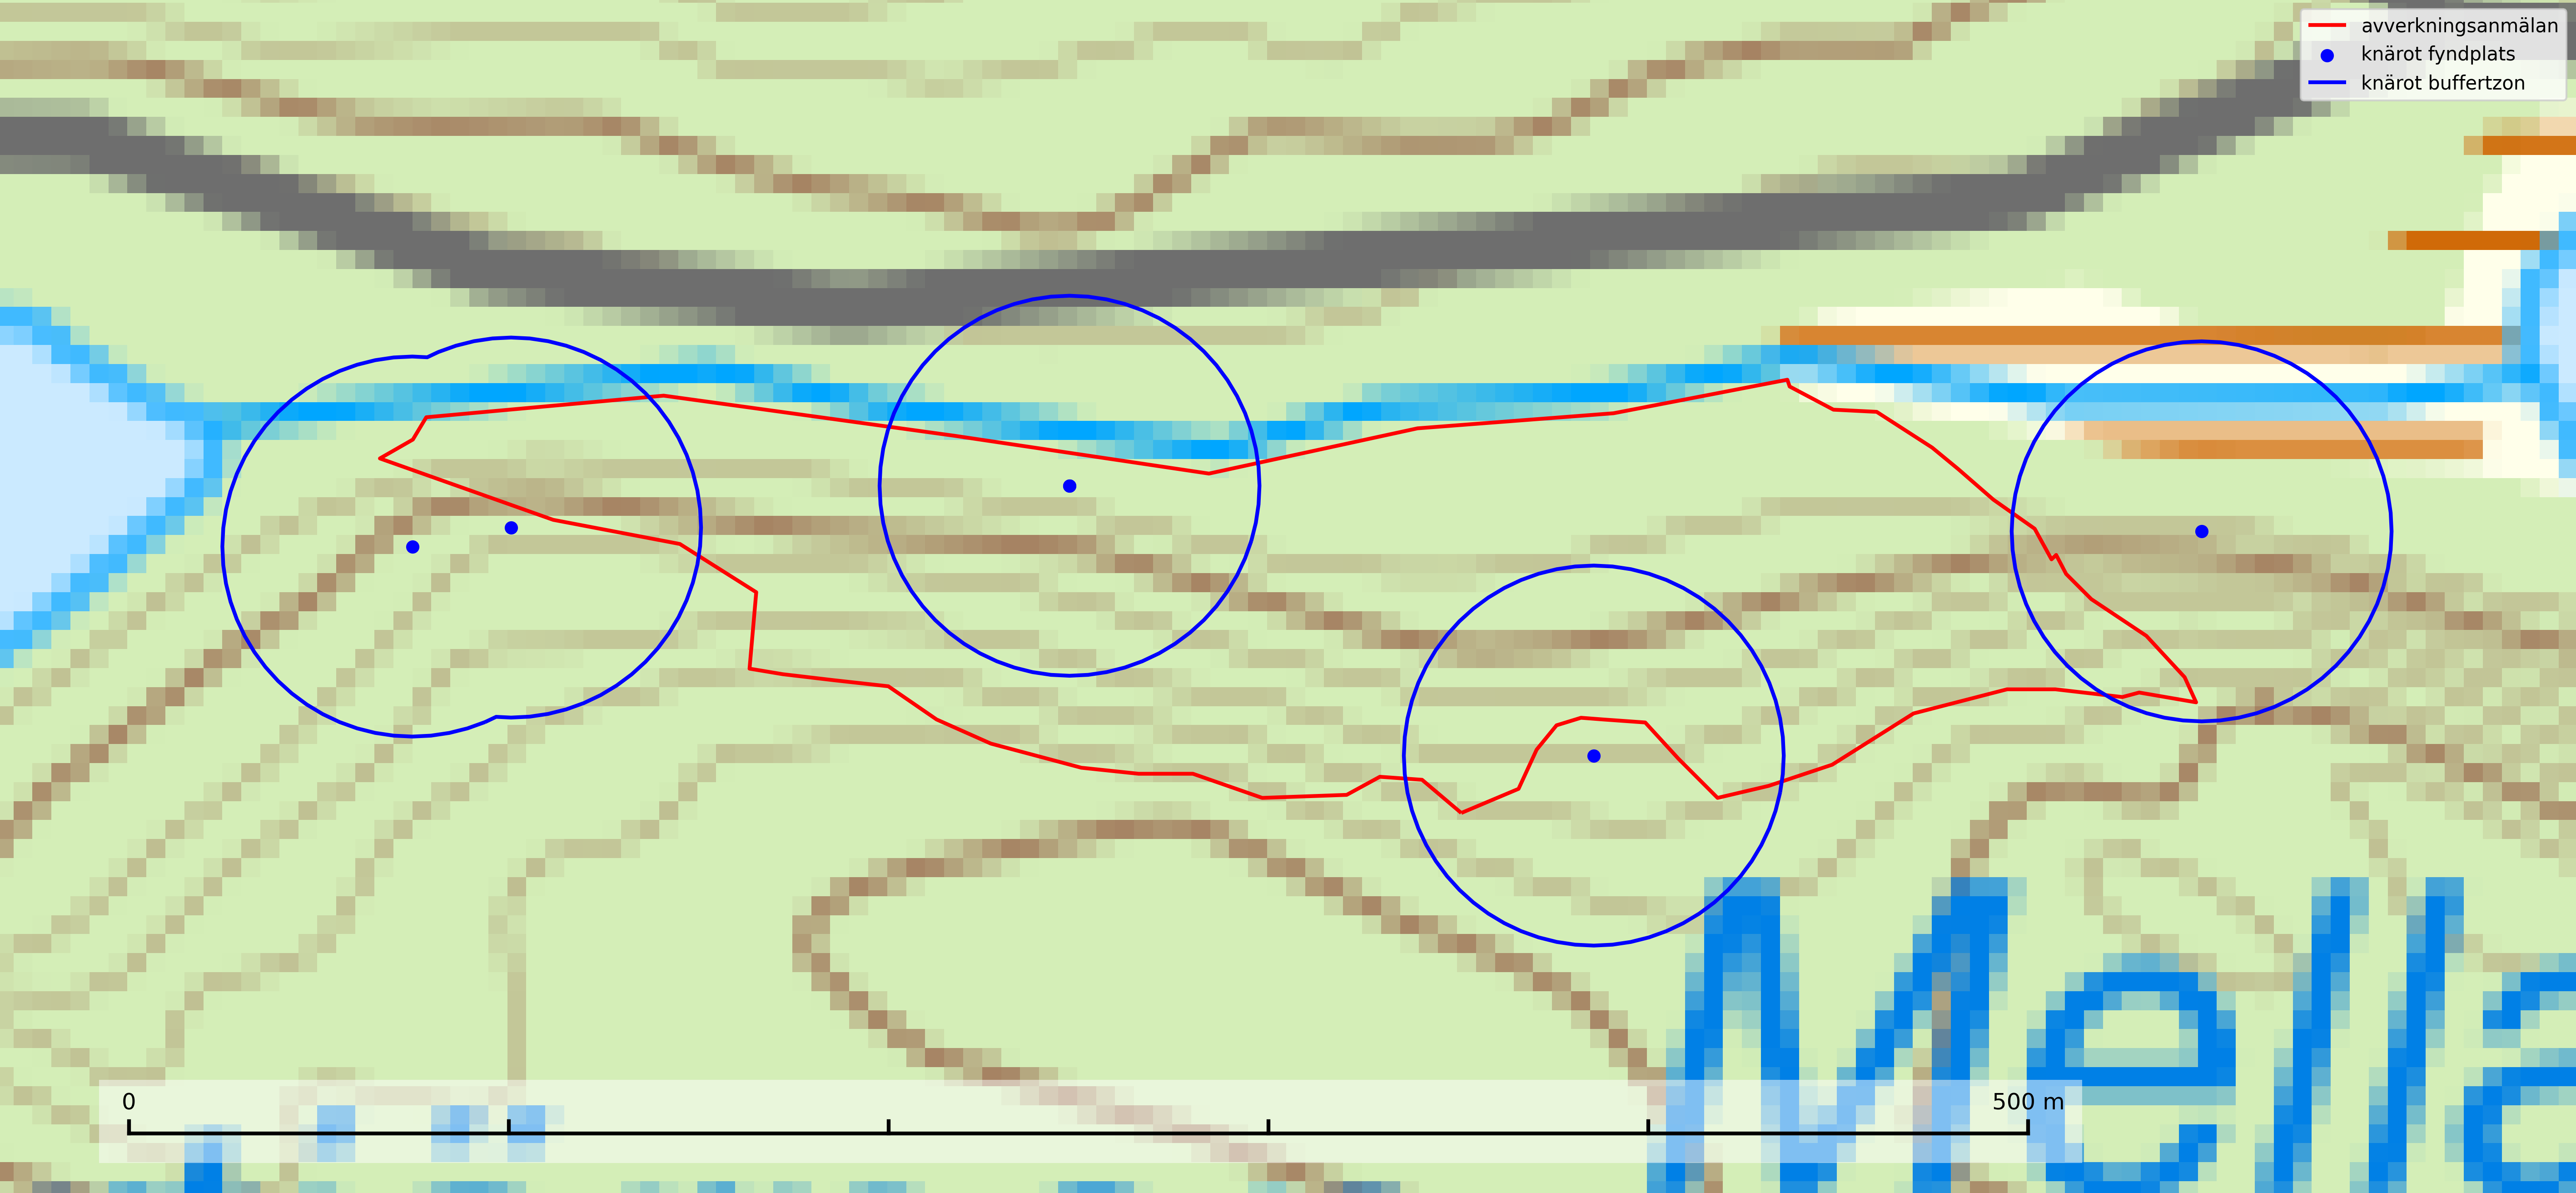 avverkningsanmälan
knärot fyndplats
knärot buffertzon
0
500 m